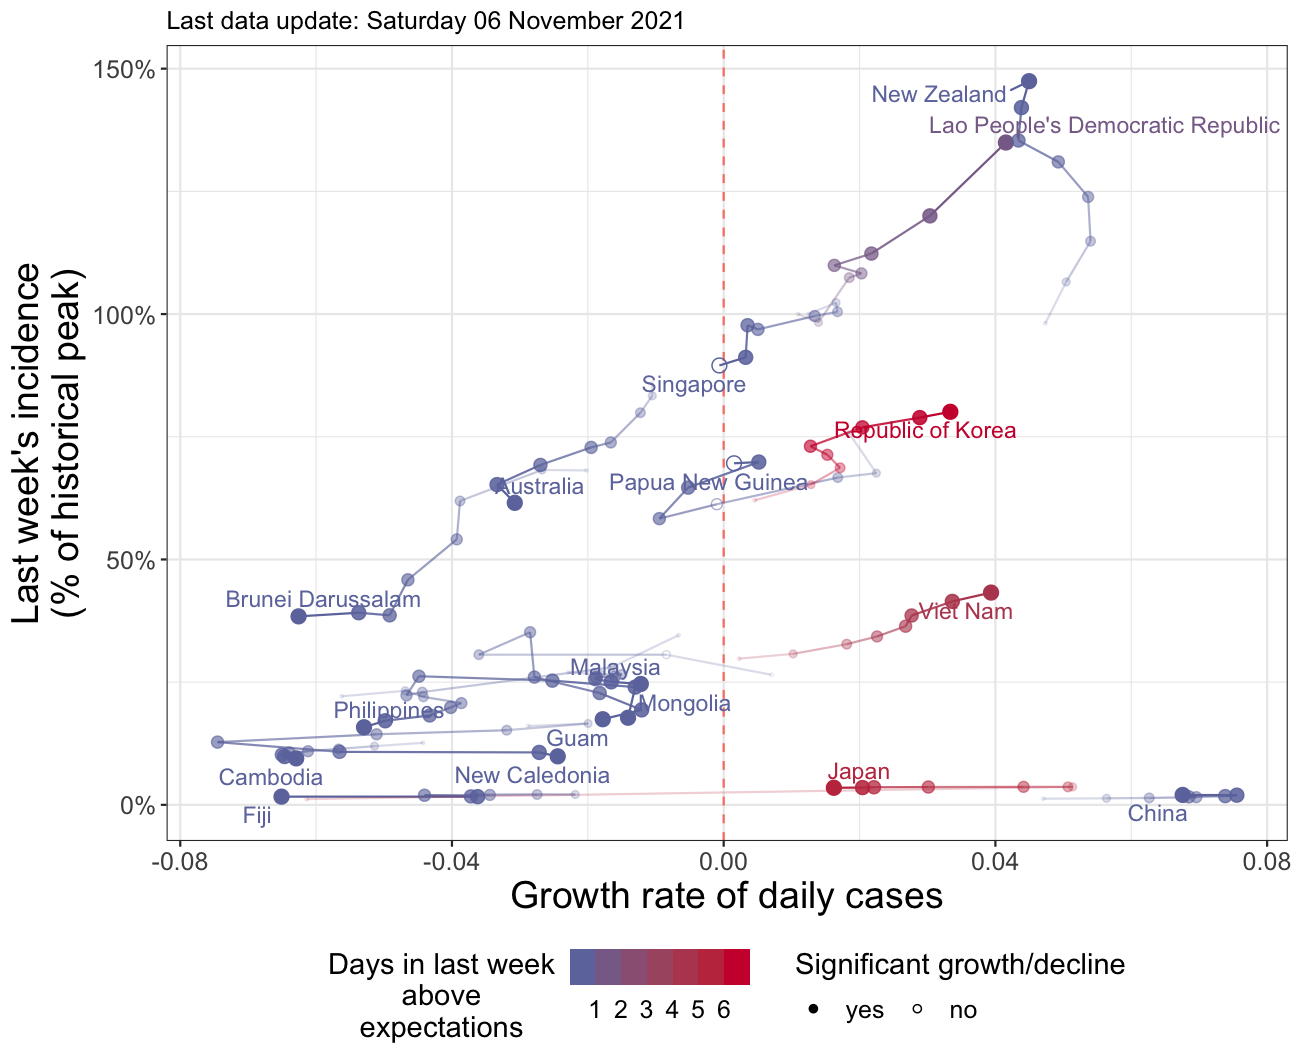 Last data update: Saturday 06 November 2021
Last week's incidence
(% of historical peak)
150%
100%
50%
0%
New Zealand
Lao People's Democratic Republic
Singapore
Republic of Korea
Australia
Papua New Guinea
Brunei Darussalam
Viet Nam
Malaysia
Philippines
Mongolia
Guam
Cambodia
New Caledonia
Japan
Fiji
China
-0.08
-0.04
0.00
0.04
0.08
Growth rate of daily cases
Days in last week
above
expectations
1 2 3 4 5 6
Significant growth/decline
yes
no